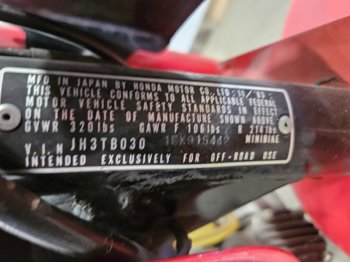 MFD IN JAPAN BY HONDA MOTOR CO., LTD. 11 / 83
THIS VEHICLE CONFORMS TO ALL APPLICABLE FEDERAL
MOTOR VEHICLE SAFETY STANDARDS IN EFFECT
ON THE DATE OF MANUFACTURE SHOWN ABOVE.
GVWR 320lbs GAWR F 106lbs R 214lbs
V.I.N. JH3TB030 MINIBIKE
INTENDED EXCLUSIVELY FOR OFF-ROAD USE